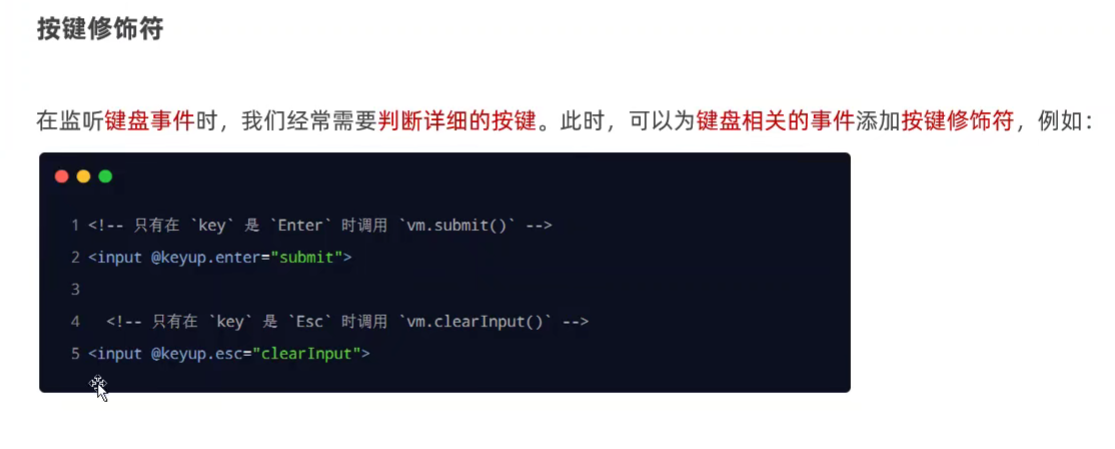 按键修饰符
在监听键盘事件时，我们经常需要判断详细的按键。此时，可以为键盘相关的事件添加按键修饰符，例如：
1 <!-- 只有在 `key` 是 `Enter` 时调用 `vm.submit()` -->
2 <input @keyup.enter="submit">
3
4   <!-- 只有在 `key` 是 `Esc` 时调用 `vm.clearInput()` -->
5 <input @keyup.esc="clearInput">